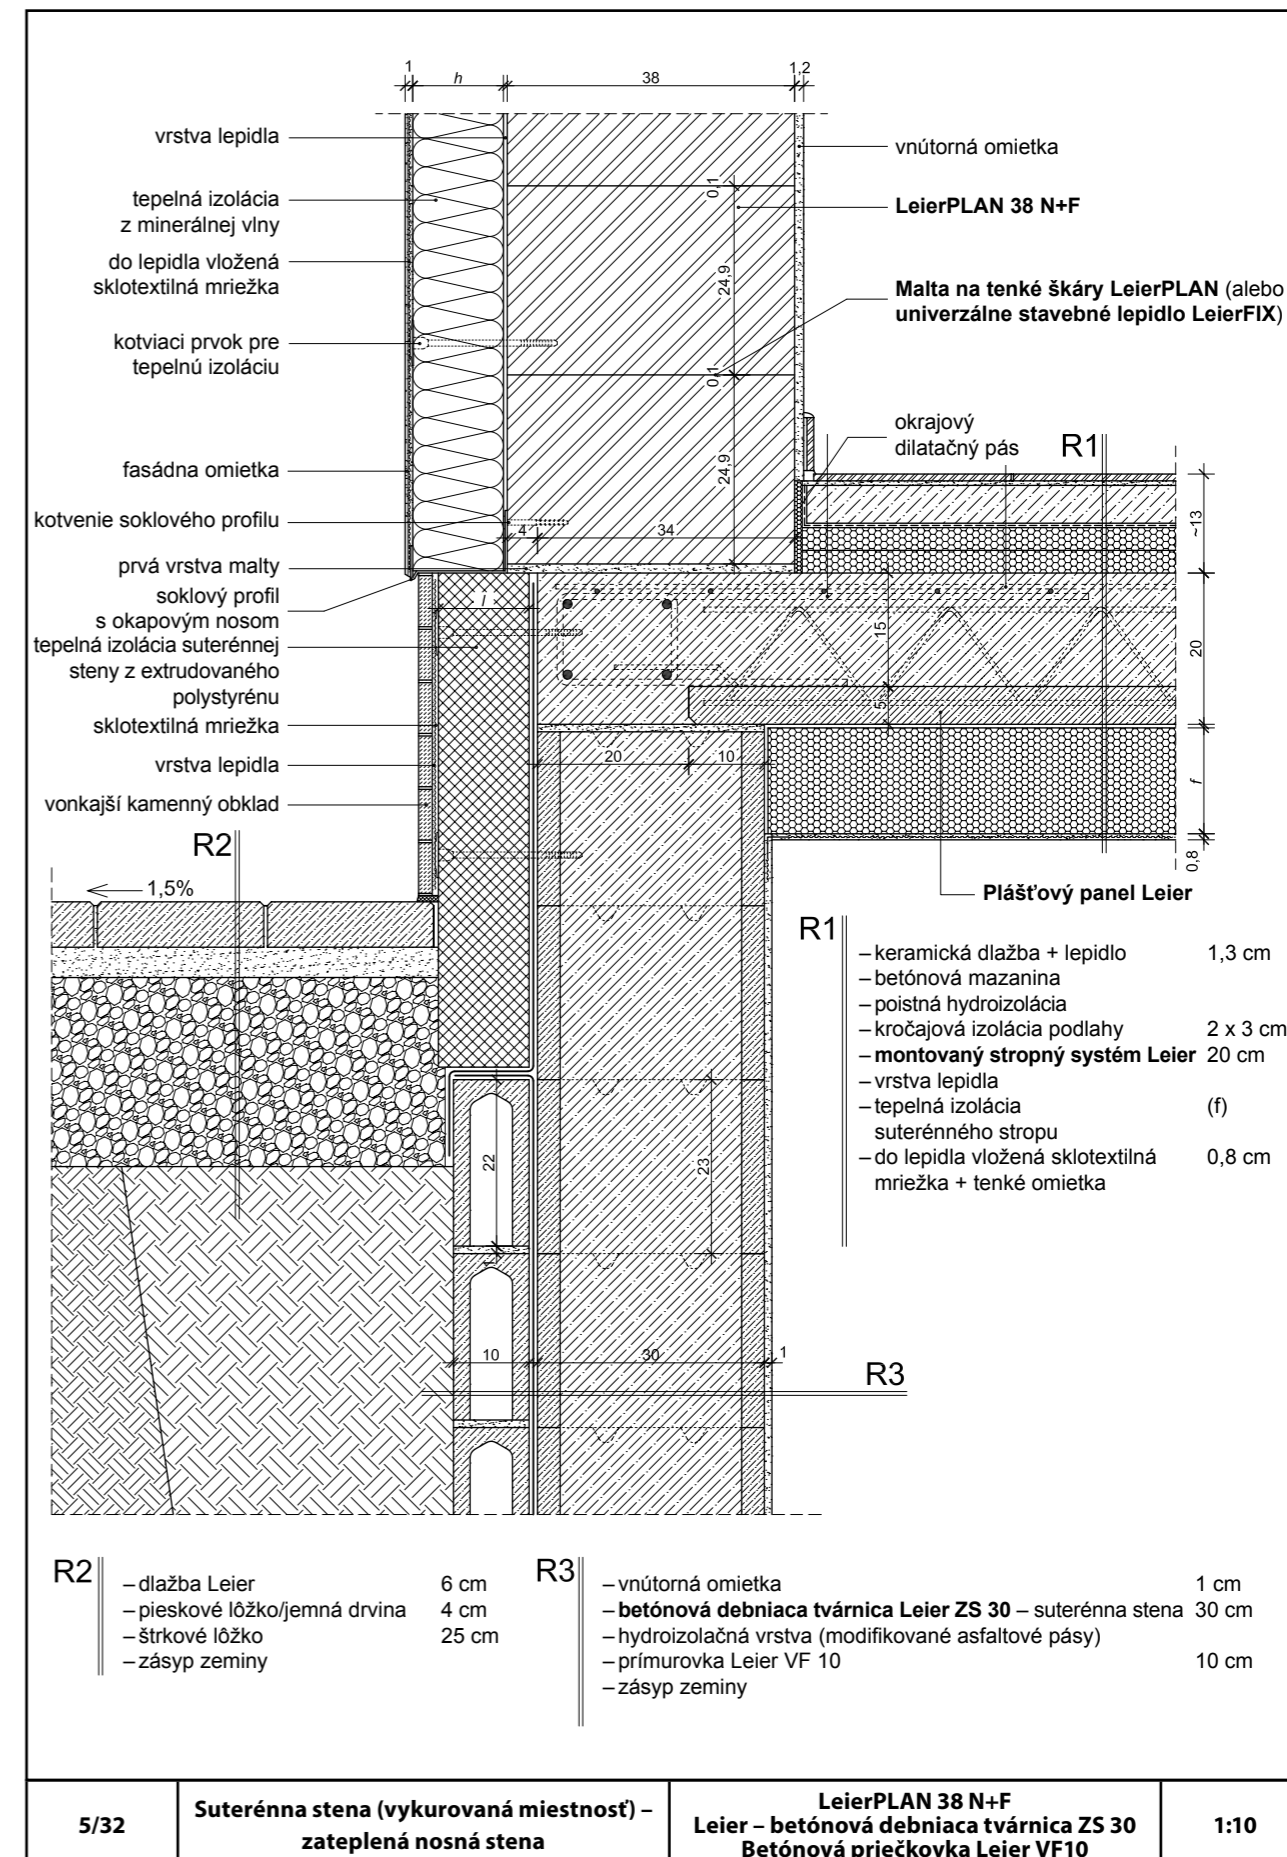 1
h
38
1,2
vrstva lepidla
tepelná izolácia
z minerálnej vlny
do lepidla vložená
sklotextilná mriežka
kotviaci prvok pre
tepelnú izoláciu
fasádna omietka
kotvenie soklového profilu
prvá vrstva malty
soklový profil
s okapovým nosom
tepelná izolácia suterénnej
steny z extrudovaného
polystyrénu
sklotextilná mriežka
vrstva lepidla
vonkajší kamenný obklad
vnútorná omietka
LeierPLAN 38 N+F
Malta na tenké škáry LeierPLAN (alebo
univerzálne stavebné lepidlo LeierFIX)
okrajový
dilatačný pás
R1
0,1
24,9
0,1
24,9
4
34
~13
l
15
20
5
20
10
f
0,8
R2
1,5%
Plášťový panel Leier
R1
– keramická dlažba + lepidlo 1,3 cm
– betónová mazanina
– poistná hydroizolácia
– kročajová izolácia podlahy 2 x 3 cm
– montovaný stropný systém Leier 20 cm
– vrstva lepidla
– tepelná izolácia (f)
suterénného stropu
– do lepidla vložená sklotextilná 0,8 cm
mriežka + tenké omietka
22
23
1
10
30
1
R3
R2
– dlažba Leier 6 cm
– pieskové lôžko/jemná drvina 4 cm
– štrkové lôžko 25 cm
– zásyp zeminy
R3
– vnútorná omietka 1 cm
– betónová debniaca tvárnica Leier ZS 30 – suterénna stena 30 cm
– hydroizolačná vrstva (modifikované asfaltové pásy)
– prímurovka Leier VF 10 10 cm
– zásyp zeminy
5/32
Suterénna stena (vykurovaná miestnosť) –
zateplená nosná stena
LeierPLAN 38 N+F
Leier – betónová debniaca tvárnica ZS 30
Betónová priečkovka Leier VF10
1:10